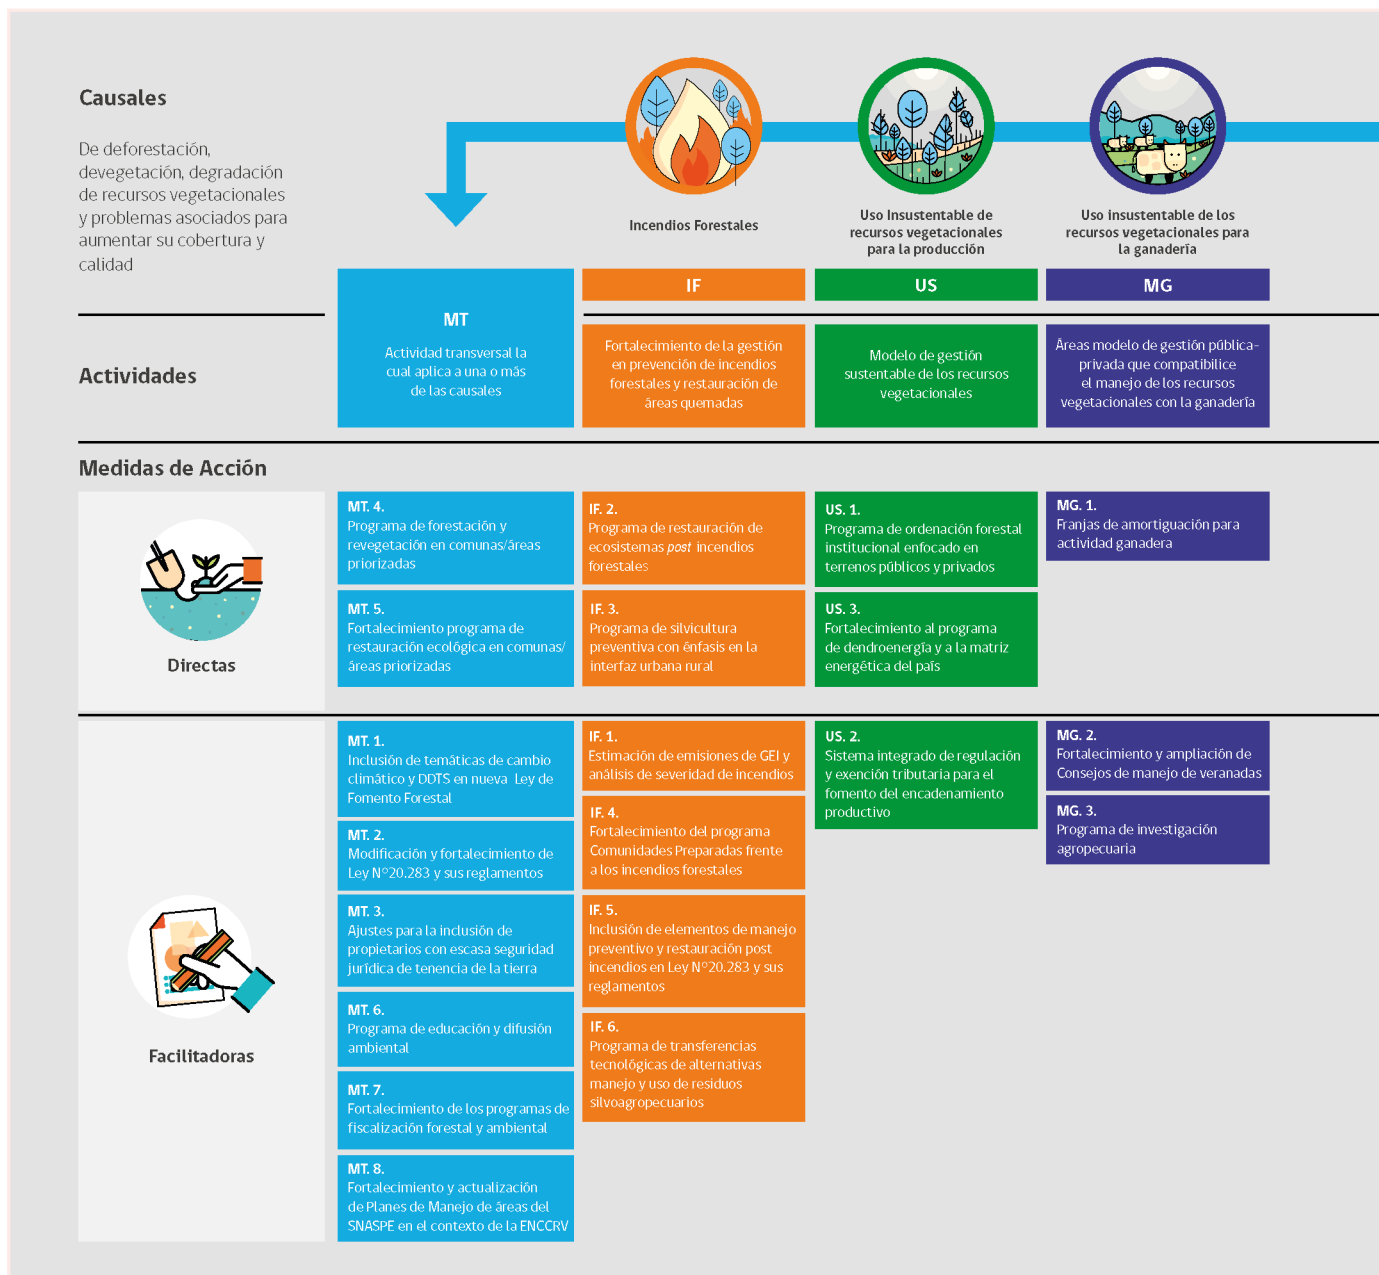 Causales
De deforestación,
devegetación, degradación
de recursos vegetacionales
y problemas asociados para
aumentar su cobertura y
calidad
Incendios Forestales
Uso Insustentable de
recursos vegetacionales
para la producción
Uso insustentable de los
recursos vegetacionales para
la ganadería
MT
Actividad transversal la
cual aplica a una o más
de las causales
IF
US
MG
Actividades
Fortalecimiento de la gestión
en prevención de incendios
forestales y restauración de
áreas quemadas
Modelo de gestión
sustentable de los recursos
vegetacionales
Áreas modelo de gestión pública-
privada que compatibilice
el manejo de los recursos
vegetacionales con la ganadería
Medidas de Acción
Directas
MT. 4.
Programa de forestación y
revegetación en comunas/áreas
priorizadas
MT. 5.
Fortalecimiento programa de
restauración ecológica en comunas/
áreas priorizadas
IF. 2.
Programa de restauración de
ecosistemas post incendios
forestales
IF. 3.
Programa de silvicultura
preventiva con énfasis en la
interfaz urbana rural
US. 1.
Programa de ordenación forestal
institucional enfocado en
terrenos públicos y privados
US. 3.
Fortalecimiento al programa
de dendroenergía y a la matriz
energética del país
MG. 1.
Franjas de amortiguación para
actividad ganadera
Facilitadoras
MT. 1.
Inclusión de temáticas de cambio
climático y DDTS en nueva Ley de
Fomento Forestal
MT. 2.
Modificación y fortalecimiento de
Ley N°20.283 y sus reglamentos
MT. 3.
Ajustes para la inclusión de
propietarios con escasa seguridad
jurídica de tenencia de la tierra
MT. 6.
Programa de educación y difusión
ambiental
MT. 7.
Fortalecimiento de los programas de
fiscalización forestal y ambiental
MT. 8.
Fortalecimiento y actualización
de Planes de Manejo de áreas del
SNASPE en el contexto de la ENCCRV
IF. 1.
Estimación de emisiones de GEI y
análisis de severidad de incendios
IF. 4.
Fortalecimiento del programa
Comunidades Preparadas frente
a los incendios forestales
IF. 5.
Inclusión de elementos de manejo
preventivo y restauración post
incendios en Ley N°20.283 y sus
reglamentos
IF. 6.
Programa de transferencias
tecnológicas de alternativas
manejo y uso de residuos
silvoagropecuarios
US. 2.
Sistema integrado de regulación
y exención tributaria para el
fomento del encadenamiento
productivo
MG. 2.
Fortalecimiento y ampliación de
Consejos de manejo de veranadas
MG. 3.
Programa de investigación
agropecuaria